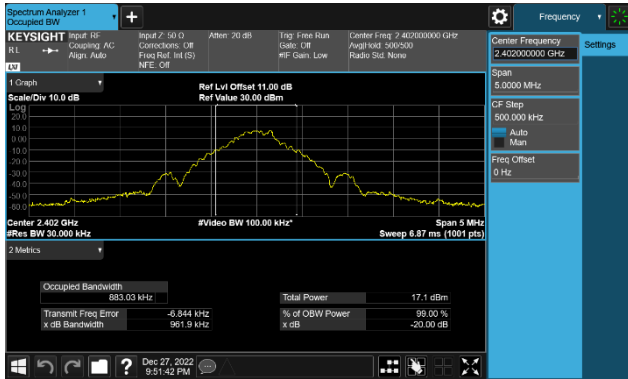 Spectrum Analyzer 1
Occupied BW
+
Frequency
KEYSIGHT Input: RF Input Z: 50 Ω Atten: 20 dB Trig: Free Run Center Freq: 2.402000000 GHz
R L Coupling: AC Corrections: Off Gate: Off Avg|Hold: 500/500
Align: Auto Freq Ref: Int (S) #IF Gain: Low Radio Std: None
NFE: Off
LXI
Center Frequency
2.402000000 GHz
Settings
Span
5.0000 MHz
CF Step
500.000 kHz
Auto
Man
Freq Offset
0 Hz
1 Graph
Ref Lvl Offset 11.00 dB
Scale/Div 10.0 dB Ref Value 30.00 dBm
Log
20.0
10.0
0.00
-10.0
-20.0
-30.0
-40.0
-50.0
-60.0
Center 2.402 GHz #Video BW 100.00 kHz* Span 5 MHz
#Res BW 30.000 kHz Sweep 6.87 ms (1001 pts)
2 Metrics
Occupied Bandwidth
883.03 kHz Total Power 17.1 dBm
Transmit Freq Error -6.844 kHz % of OBW Power 99.00 %
x dB Bandwidth 961.9 kHz x dB -20.00 dB
? Dec 27, 2022
9:51:42 PM